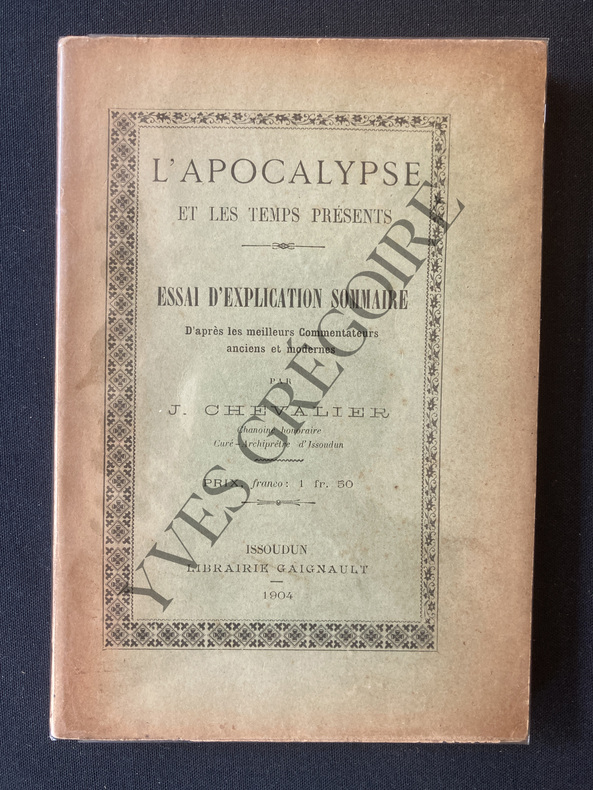 L'APOCALYPSE
ET LES TEMPS PRÉSENTS
ESSAI D'EXPLICATION SOMMAIRE
D'après les meilleurs Commentateurs
anciens et modernes
PAR
J. CHEVALIER
Chanoine honoraire
Curé-Archiprêtre d'Issoudun
PRIX, franco: 1 fr. 50
ISSOUDUN
LIBRAIRIE GAIGNAULT
1904
YVES GRÉGOIRE